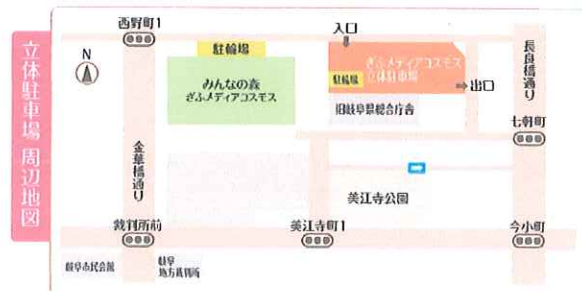 立体駐車場 周辺地図
西野町1
入口
N
駐輪場
ぎふメディアコスモス
立体駐車場
駐輪場
出口
長良橋通り
みんなの森
ぎふメディアコスモス
旧岐阜県総合庁舎
七軒町
金華橋通り
美江寺公園
裁判所前
美江寺町1
今小町
岐阜市民会館
岐阜
地方裁判所